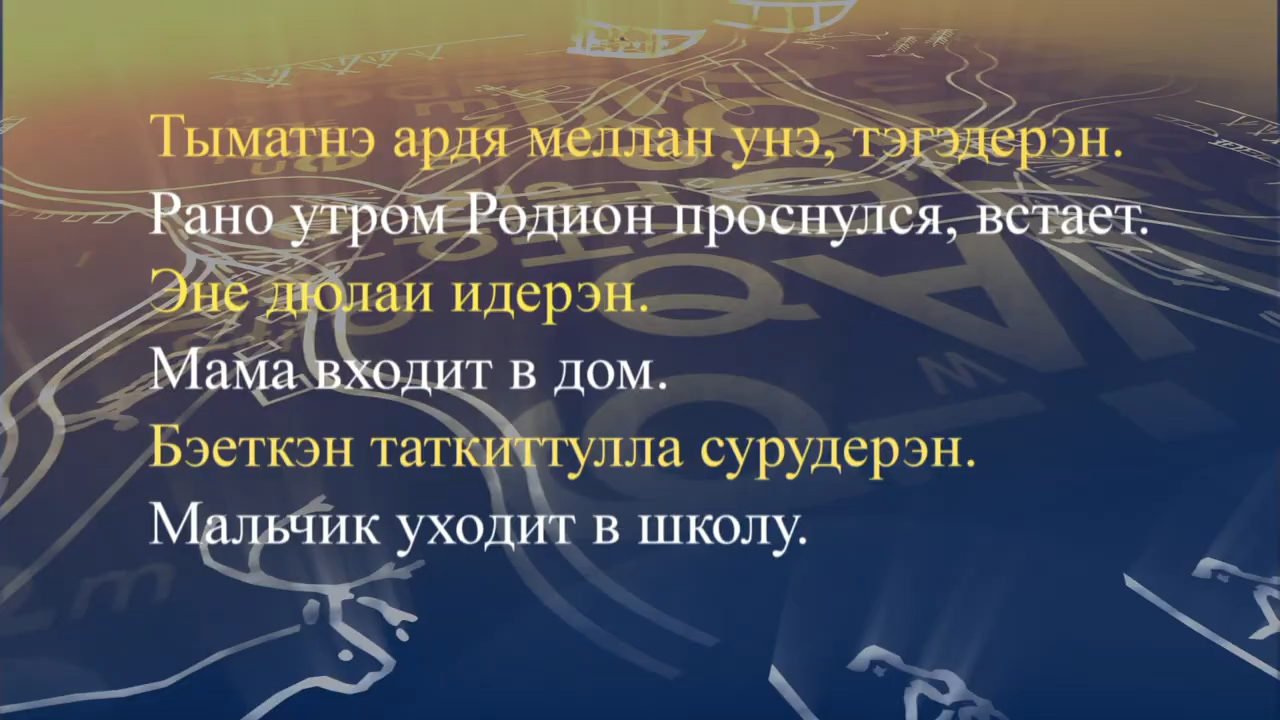 Тыматнэ ардя меллан унэ, тэгэдерэн.
Рано утром Родион проснулся, встает.
Эне дюлаи идерэн.
Мама входит в дом.
Бэеткэн таткиттулла сурудерэн.
Мальчик уходит в школу.